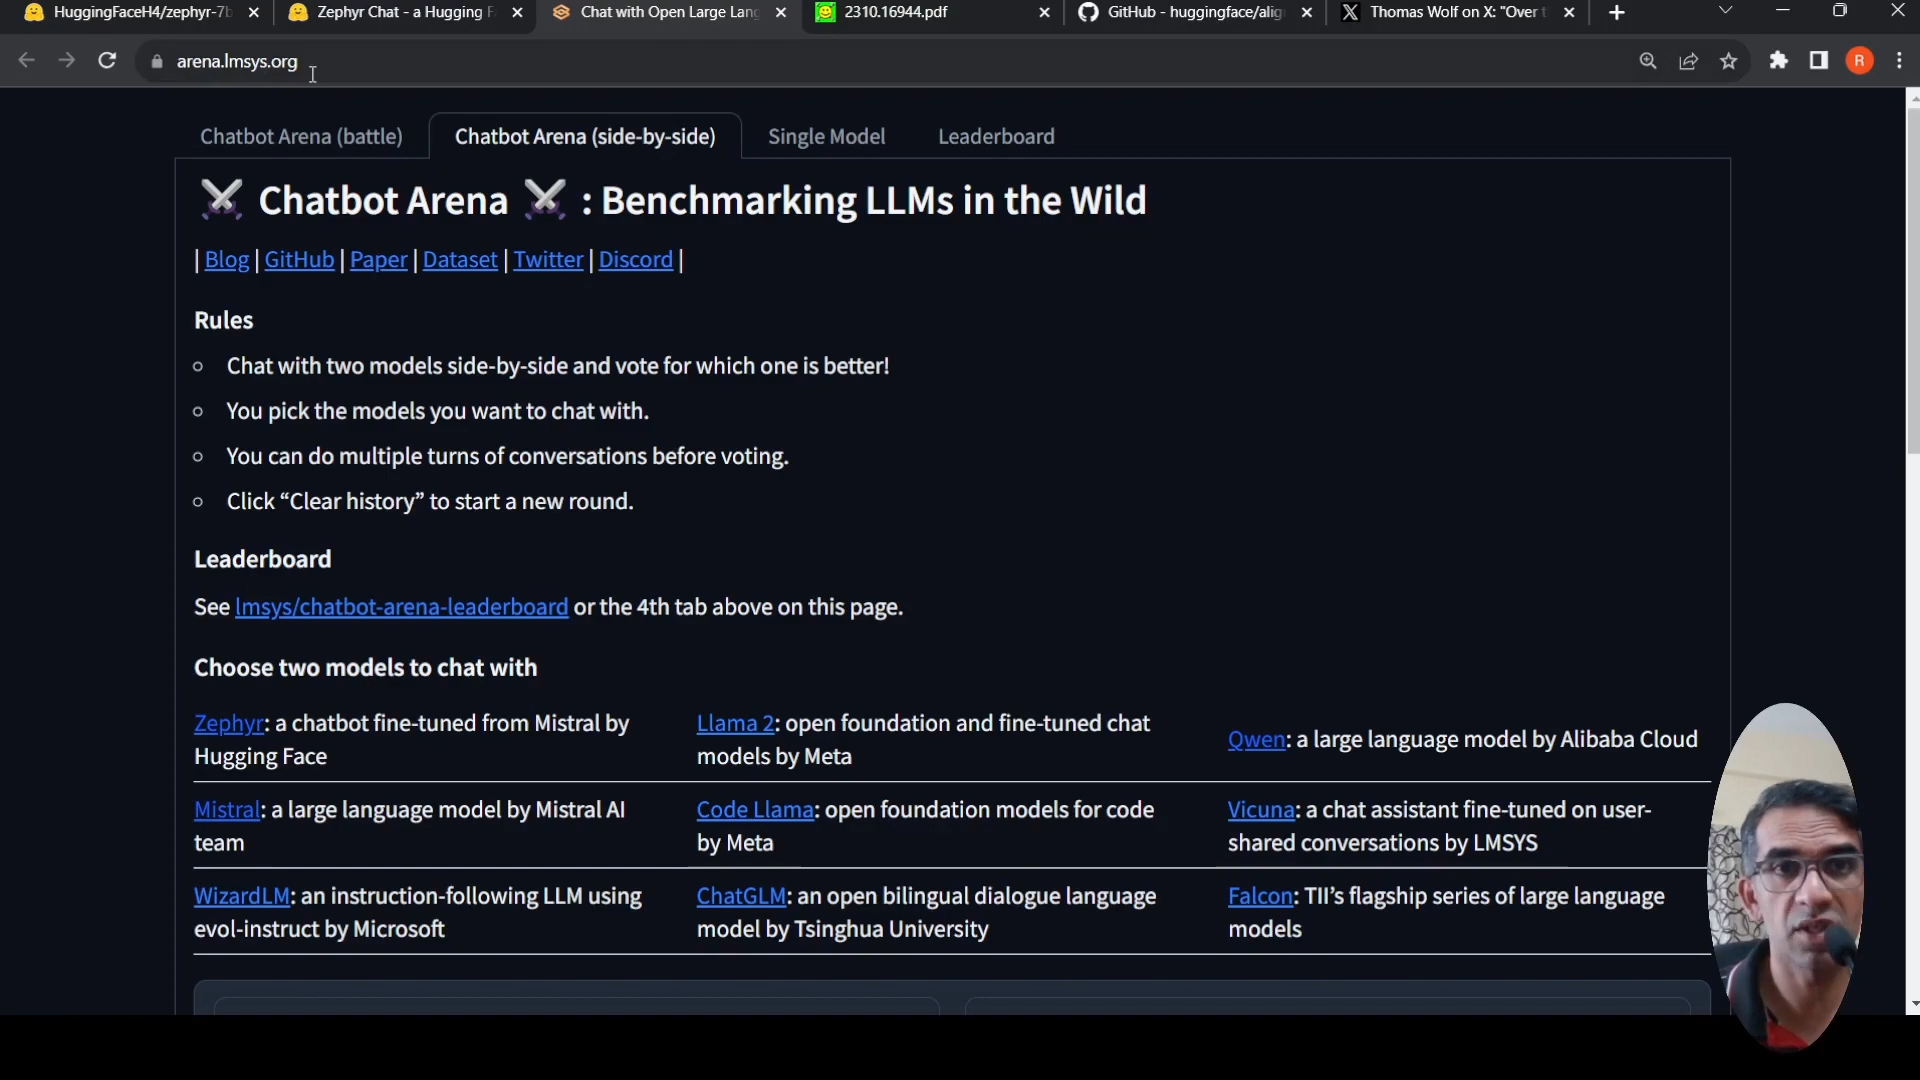 HuggingFaceH4/zephyr-7b
Zephyr Chat - a Hugging F
Chat with Open Large Lang
2310.16944.pdf
GitHub - huggingface/alig
Thomas Wolf on X: "Over t
arena.lmsys.org
R
Chatbot Arena (battle)
Chatbot Arena (side-by-side)
Single Model
Leaderboard
⚔️ Chatbot Arena ⚔️ : Benchmarking LLMs in the Wild
| Blog | GitHub | Paper | Dataset | Twitter | Discord |
Rules
Chat with two models side-by-side and vote for which one is better!
You pick the models you want to chat with.
You can do multiple turns of conversations before voting.
Click “Clear history” to start a new round.
Leaderboard
See lmsys/chatbot-arena-leaderboard or the 4th tab above on this page.
Choose two models to chat with
Zephyr: a chatbot fine-tuned from Mistral by
Hugging Face
Llama 2: open foundation and fine-tuned chat
models by Meta
Qwen: a large language model by Alibaba Cloud
Mistral: a large language model by Mistral AI
team
Code Llama: open foundation models for code
by Meta
Vicuna: a chat assistant fine-tuned on user-
shared conversations by LMSYS
WizardLM: an instruction-following LLM using
evol-instruct by Microsoft
ChatGLM: an open bilingual dialogue language
model by Tsinghua University
Falcon: TII’s flagship series of large language
models